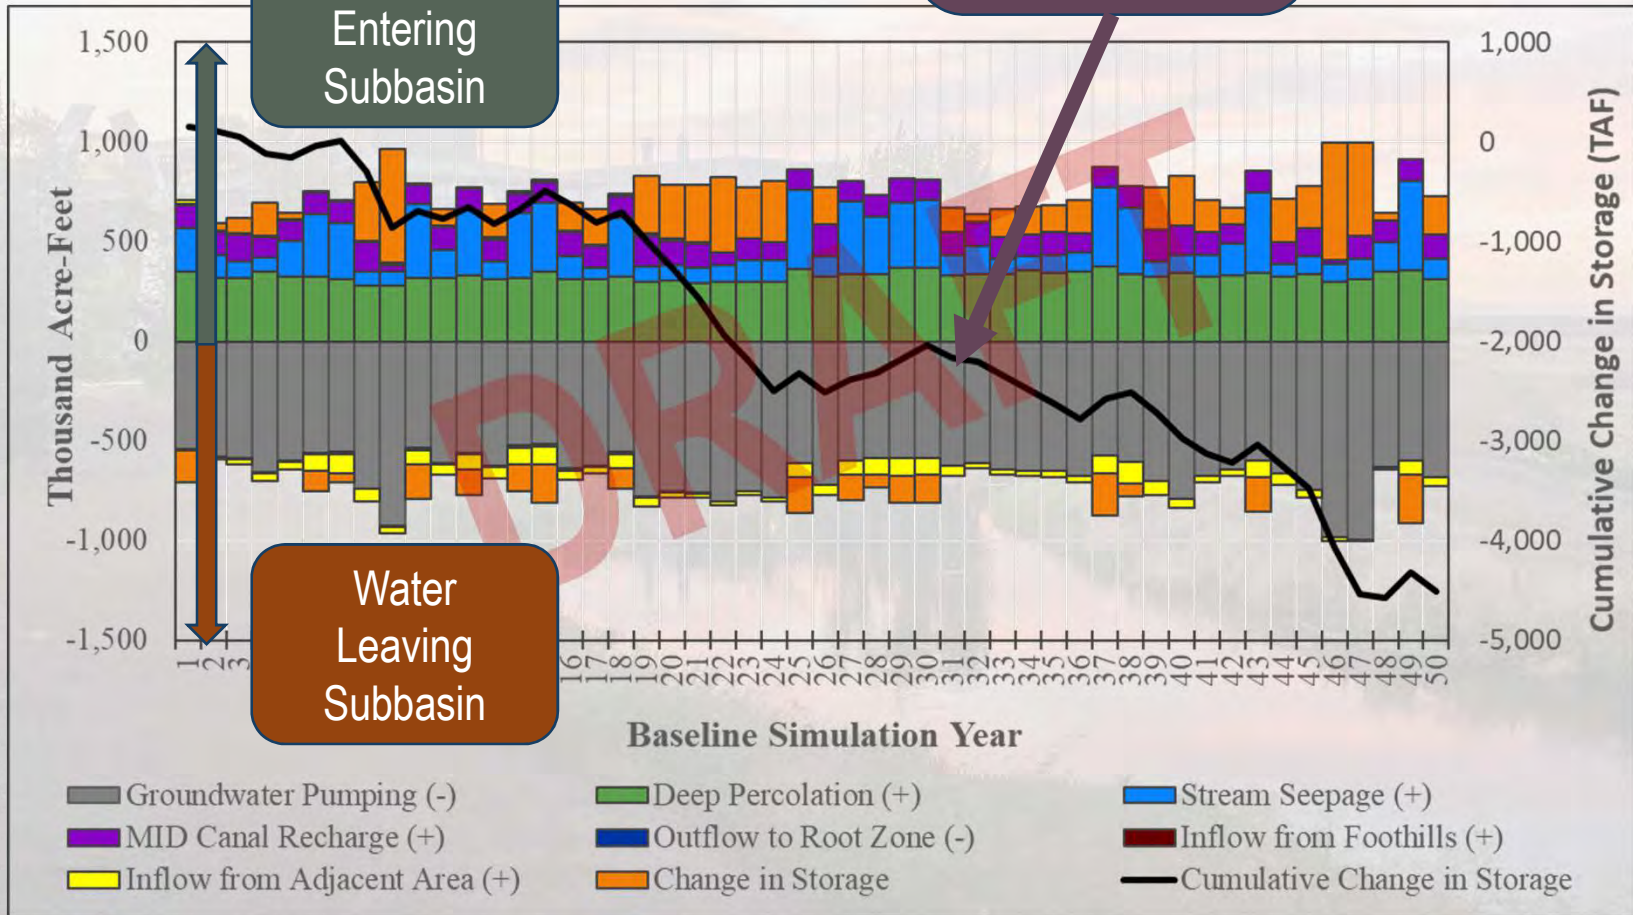 Entering
Subbasin
1,500
1,000
500
0
-500
-1,000
-1,500
Thousand Acre-Feet
1,000
0
-1,000
-2,000
-3,000
-4,000
-5,000
Cumulative Change in Storage (TAF)
DRAFT
Water
Leaving
Subbasin
1 2 3 16 17 18 19 20 21 22 23 24 25 26 27 28 29 30 31 32 33 34 35 36 37 38 39 40 41 42 43 44 45 46 47 48 49 50
Baseline Simulation Year
Groundwater Pumping (-) Deep Percolation (+) Stream Seepage (+)
MID Canal Recharge (+) Outflow to Root Zone (-) Inflow from Foothills (+)
Inflow from Adjacent Area (+) Change in Storage Cumulative Change in Storage